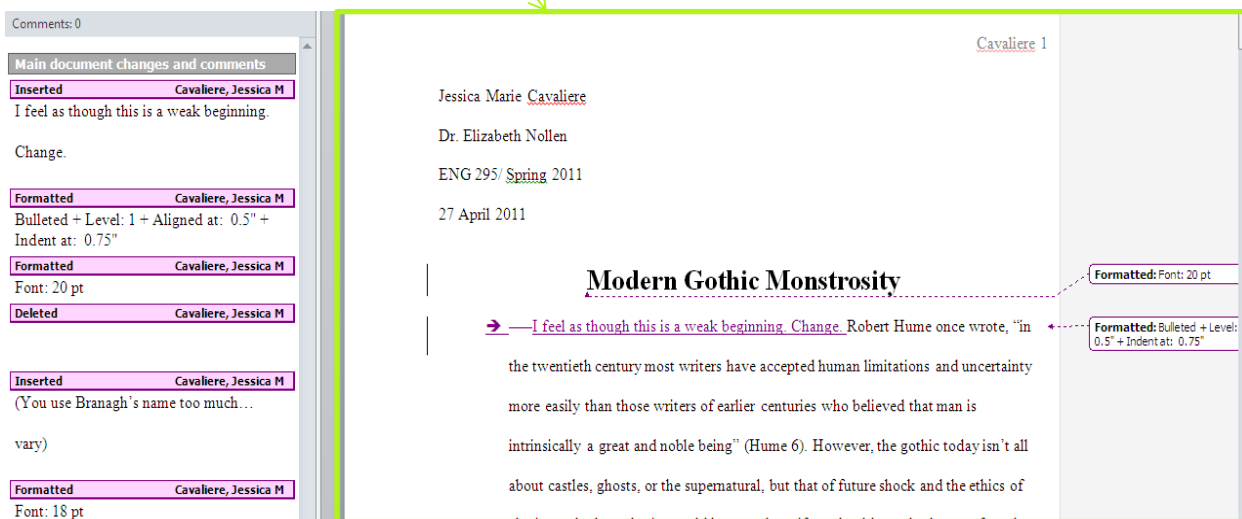 Comments: 0
Main document changes and comments
Inserted Cavaliere, Jessica M
I feel as though this is a weak beginning.
Change.
Formatted Cavaliere, Jessica M
Bulleted + Level: 1 + Aligned at: 0.5" +
Indent at: 0.75"
Formatted Cavaliere, Jessica M
Font: 20 pt
Deleted Cavaliere, Jessica M
Inserted Cavaliere, Jessica M
(You use Branagh’s name too much…
vary)
Formatted Cavaliere, Jessica M
Font: 18 pt
Cavaliere 1
Jessica Marie Cavaliere
Dr. Elizabeth Nollen
ENG 295/ Spring 2011
27 April 2011
Modern Gothic Monstrosity
I feel as though this is a weak beginning. Change. Robert Hume once wrote, “in
the twentieth century most writers have accepted human limitations and uncertainty
more easily than those writers of earlier centuries who believed that man is
intrinsically a great and noble being” (Hume 6). However, the gothic today isn’t all
about castles, ghosts, or the supernatural, but that of future shock and the ethics of
Formatted: Font: 20 pt
Formatted: Bulleted + Level:
0.5" + Indent at: 0.75"